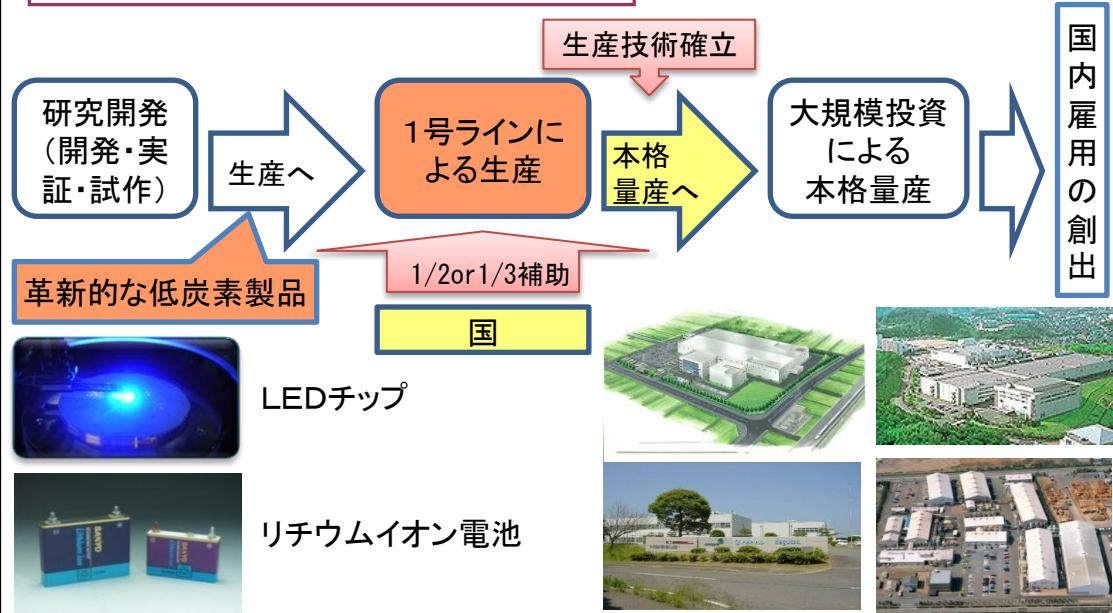 生産技術確立
国内雇用の創出
研究開発
(開発・実
証・試作)
生産へ
1号ラインに
よる生産
本格
量産へ
大規模投資
による
本格量産
1/2or1/3補助
革新的な低炭素製品
国
LEDチップ
リチウムイオン電池
SANYO
SANYO